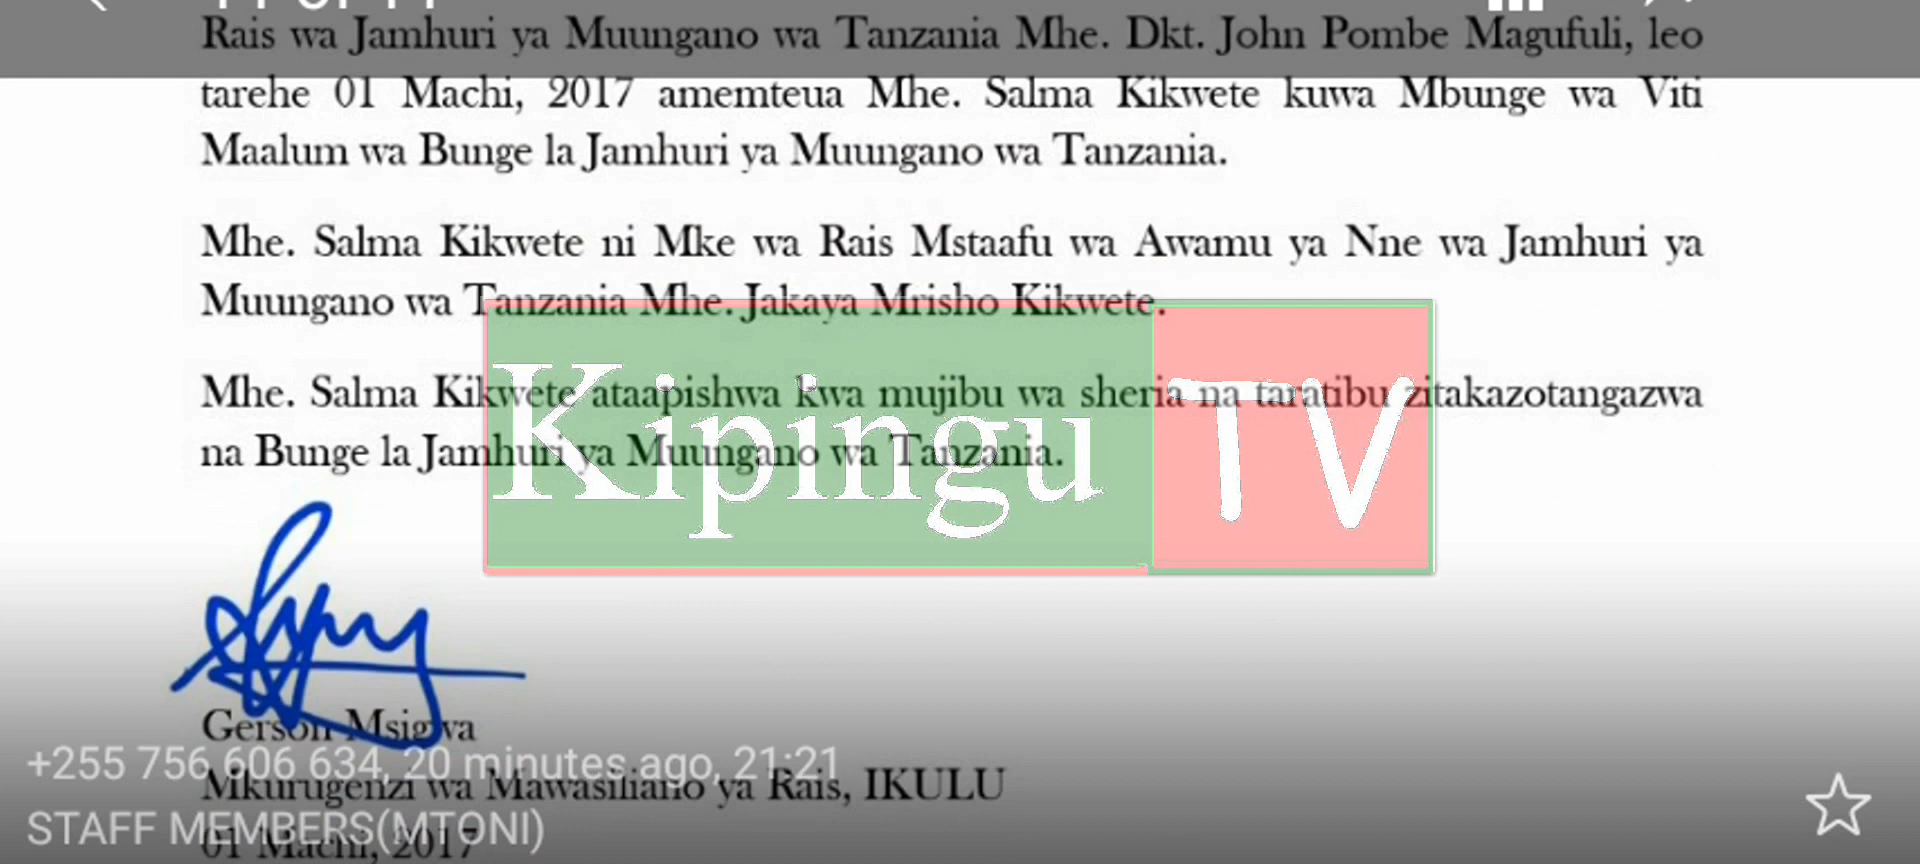 Rais wa Jamhuri ya Muungano wa Tanzania Mhe. Dkt. John Pombe Magufuli, leo
tarehe 01 Machi, 2017 amemteua Mhe. Salma Kikwete kuwa Mbunge wa Viti
Maalum wa Bunge la Jamhuri ya Muungano wa Tanzania.
Mhe. Salma Kikwete ni Mke wa Rais Mstaafu wa Awamu ya Nne wa Jamhuri ya
Muungano wa Tanzania Mhe. Jakaya Mrisho Kikwete.
Mhe. Salma Kikwete ataapishwa kwa mujibu wa sheria na taratibu zitakazotangazwa
na Bunge la Jamhuri ya Muungano wa Tanzania.
Kipingu TV
Gerson Msigwa
+255 756 606 634, 20 minutes ago, 21:21
Mkurugenzi wa Mawasiliano ya Rais, IKULU
STAFF MEMBERS(MTONI)
01 Machi, 2017